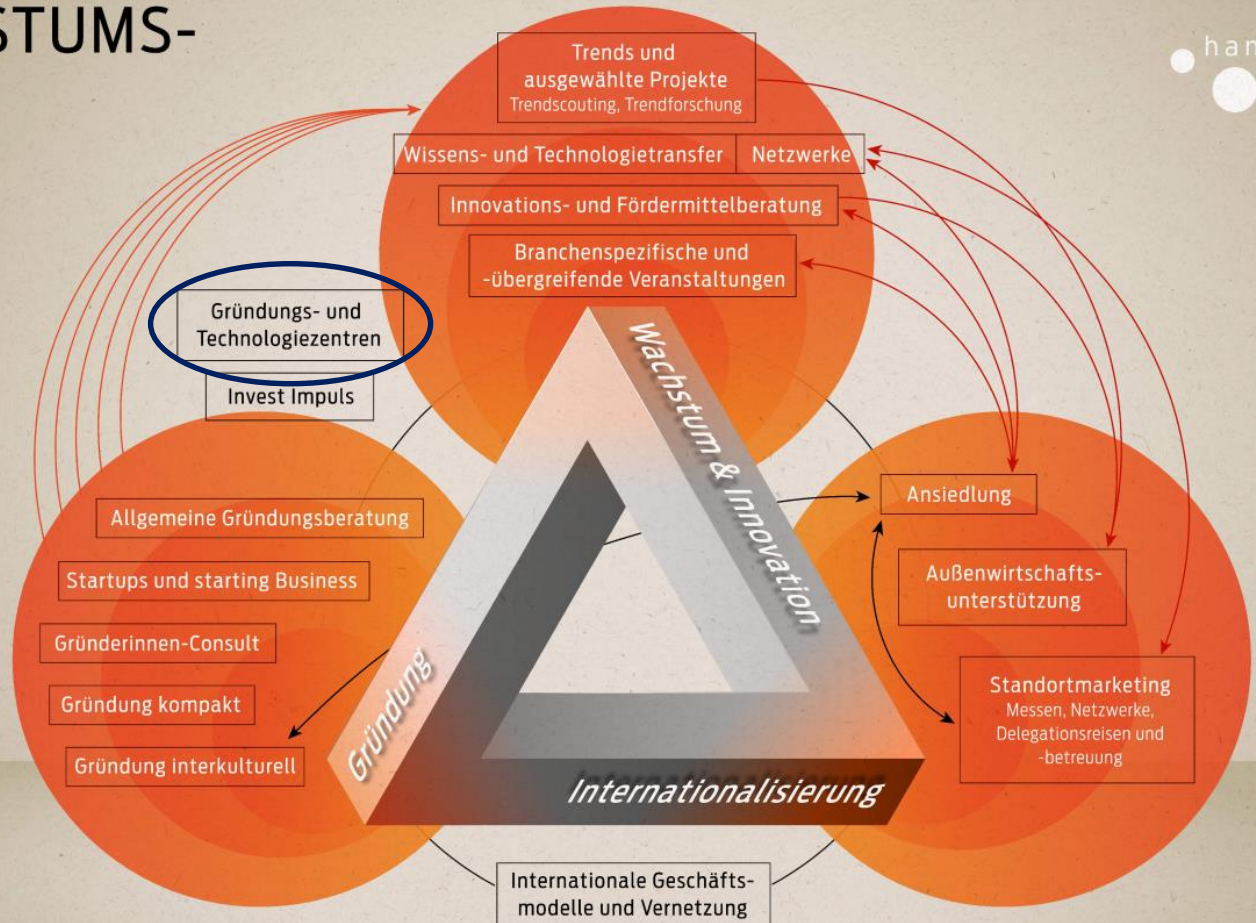 STUMS-
han
Trends und
ausgewählte Projekte
Trendscouting, Trendforschung
Wissens- und Technologietransfer
Netzwerke
Innovations- und Fördermittelberatung
Branchenspezifische und
-übergreifende Veranstaltungen
Gründungs- und
Technologiezentren
Invest Impuls
Wachstum & Innovation
Allgemeine Gründungsberatung
Startups und starting Business
Gründerinnen-Consult
Gründung kompakt
Gründung interkulturell
Gründung
Ansiedlung
Außenwirtschafts-
unterstützung
Standortmarketing
Messen, Netzwerke,
Delegationsreisen und
-betreuung
Internationalisierung
Internationale Geschäfts-
modelle und Vernetzung